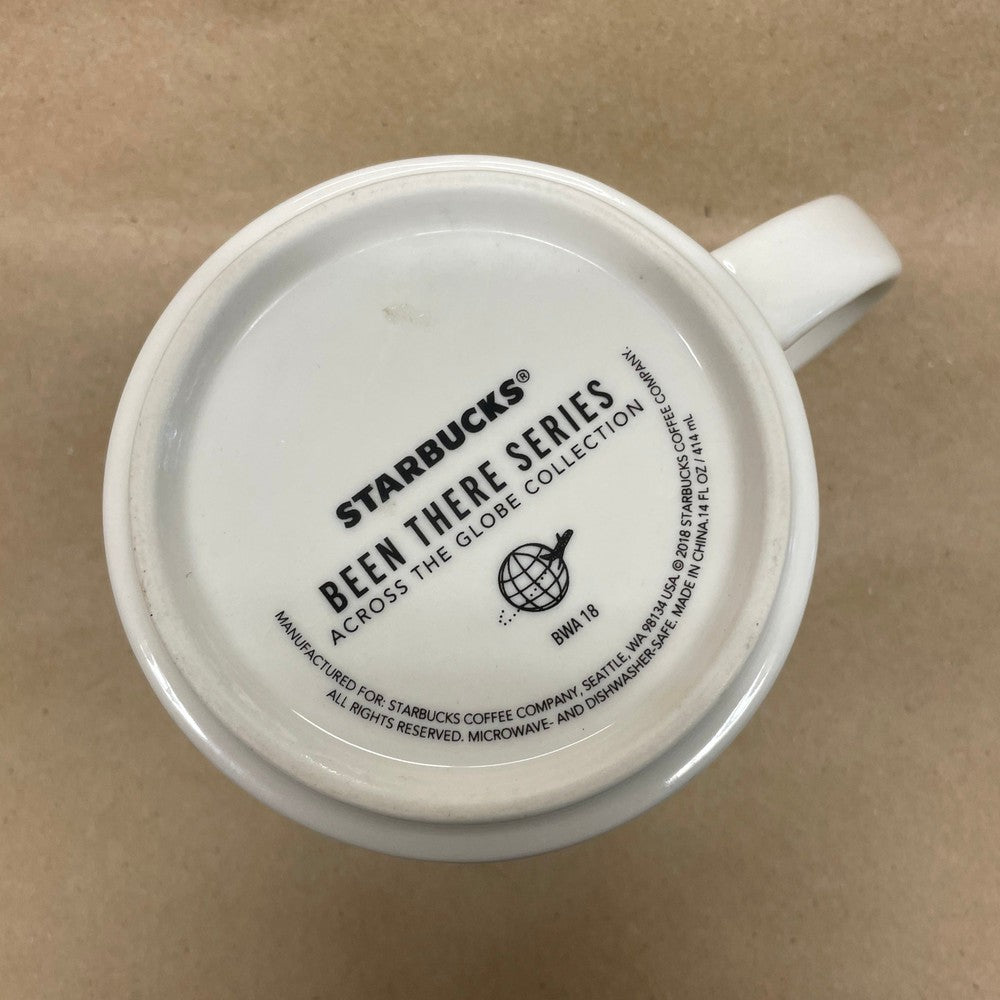 STARBUCKS®
BEEN THERE SERIES
ACROSS THE GLOBE COLLECTION
BWA 18
MANUFACTURED FOR: STARBUCKS COFFEE COMPANY, SEATTLE, WA 98134 USA. © 2018 STARBUCKS COFFEE COMPANY.
ALL RIGHTS RESERVED. MICROWAVE- AND DISHWASHER-SAFE. MADE IN CHINA.14 FL OZ / 414 mL